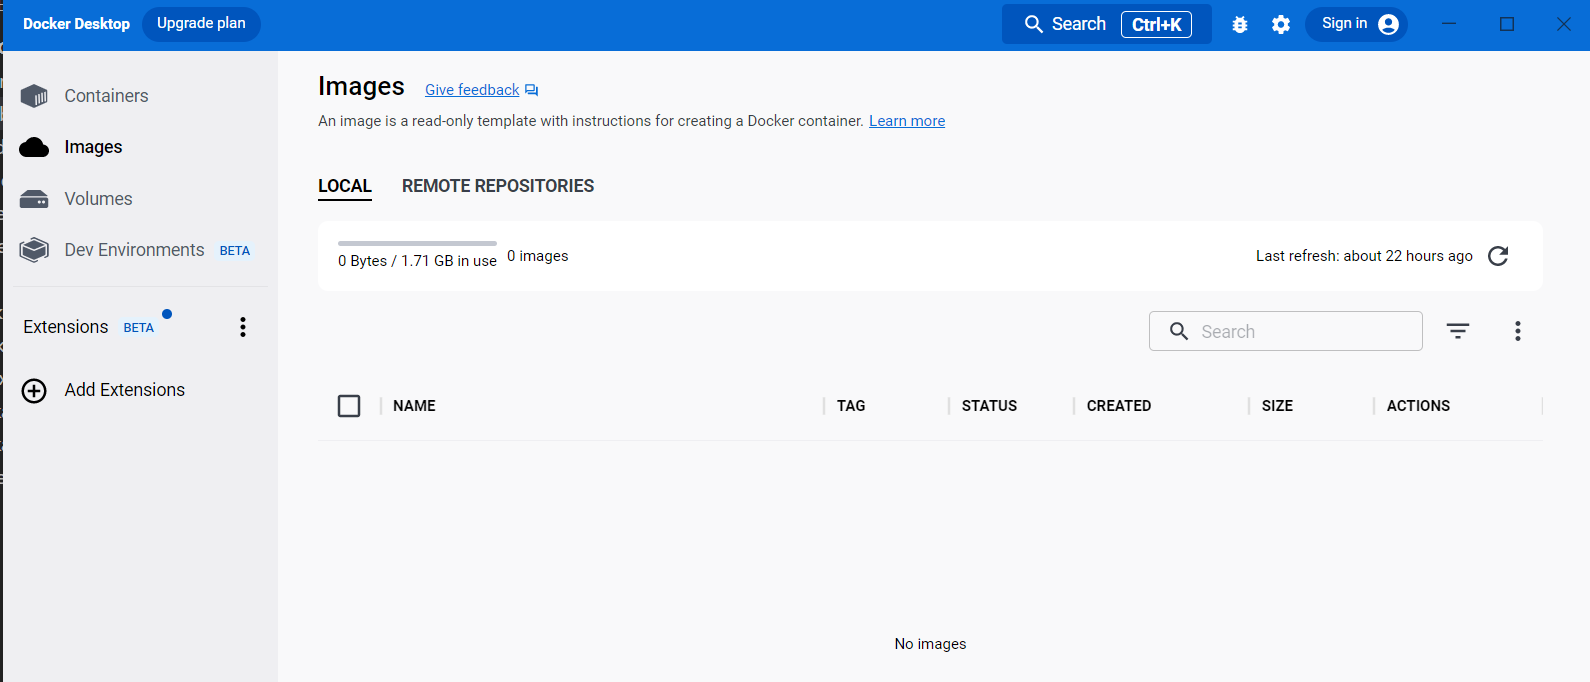 Docker Desktop Upgrade plan Search Ctrl+K Sign in
Containers
Images
Volumes
Dev Environments BETA
Extensions BETA
Add Extensions
Images Give feedback
An image is a read-only template with instructions for creating a Docker container. Learn more
LOCAL REMOTE REPOSITORIES
0 Bytes / 1.71 GB in use 0 images Last refresh: about 22 hours ago
Search
NAME TAG STATUS CREATED SIZE ACTIONS
No images